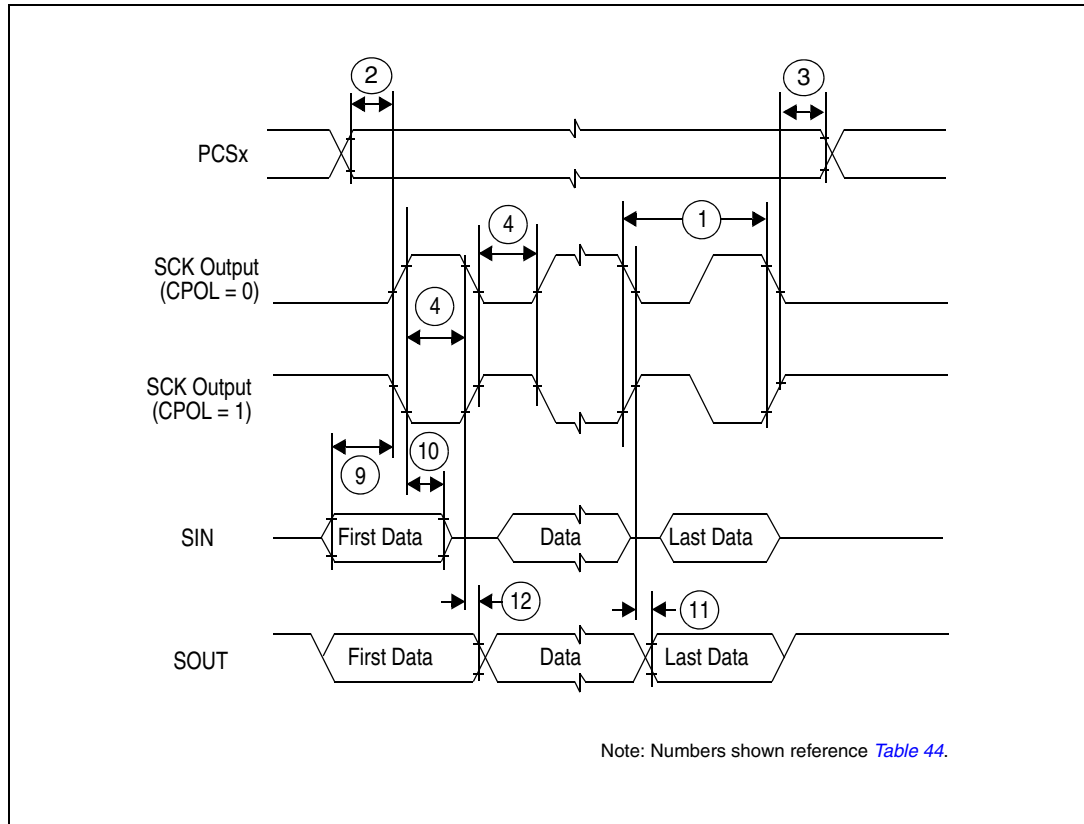 2
3
PCSx
4
1
SCK Output
(CPOL = 0)
4
SCK Output
(CPOL = 1)
9
10
SIN
First Data
Data
Last Data
12
11
SOUT
First Data
Data
Last Data
Note: Numbers shown reference Table 44.